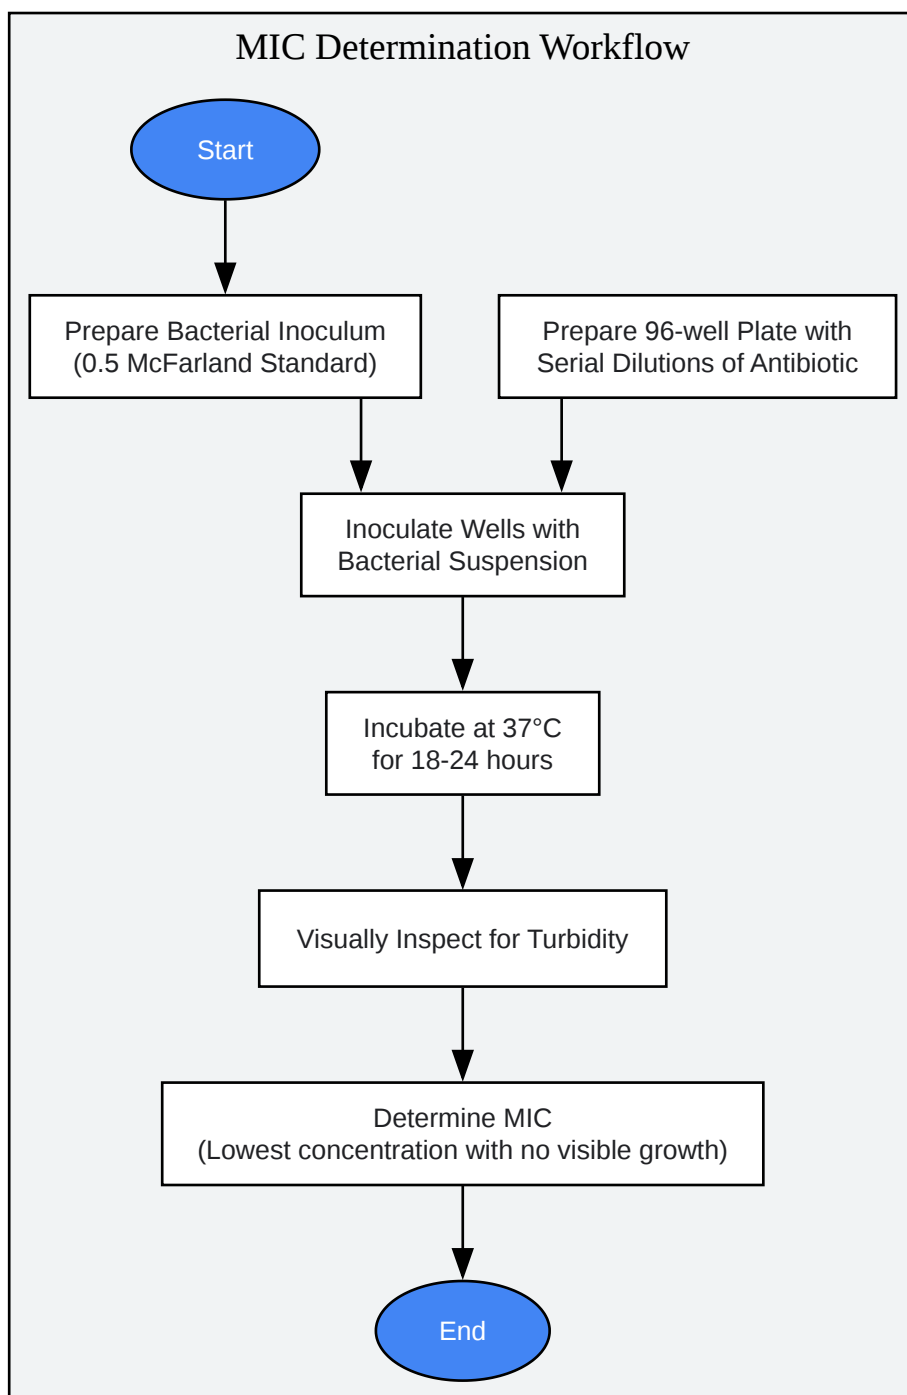 MIC Determination Workflow
Start
Prepare Bacterial Inoculum
(0.5 McFarland Standard)
Prepare 96-well Plate with
Serial Dilutions of Antibiotic
Inoculate Wells with
Bacterial Suspension
Incubate at 37°C
for 18-24 hours
Visually Inspect for Turbidity
Determine MIC
(Lowest concentration with no visible growth)
End